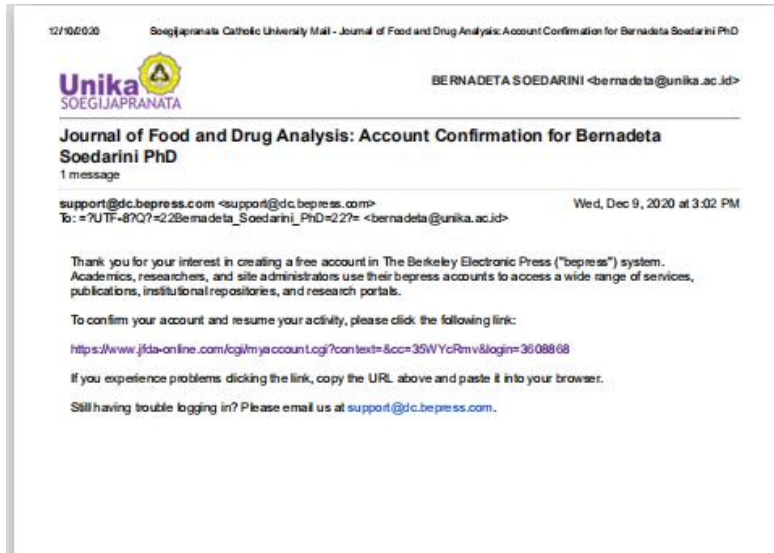 12/10/2020 Soegijapranata Catholic University Mail - Journal of Food and Drug Analysis: Account Confirmation for Bernadeta Soedarini PhD
Unika
SOEGIJAPRANATA
BERNADETA SOEDARINI <bernadeta@unika.ac.id>
Journal of Food and Drug Analysis: Account Confirmation for Bernadeta
Soedarini PhD
1 message
support@dc.bepress.com <support@dc.bepress.com> Wed, Dec 9, 2020 at 3:02 PM
To: =?UTF-8?Q?=22Bernadeta_Soedarini_PhD=22?= <bernadeta@unika.ac.id>
Thank you for your interest in creating a free account in The Berkeley Electronic Press ("bepress") system.
Academics, researchers, and site administrators use their bepress accounts to access a wide range of services,
publications, institutional repositories, and research portals.
To confirm your account and resume your activity, please click the following link:
https://www.jfda-online.com/cgi/myaccount.cgi?context=&cc=35WYcRmv&login=3608868
If you experience problems clicking the link, copy the URL above and paste it into your browser.
Still having trouble logging in? Please email us at support@dc.bepress.com.